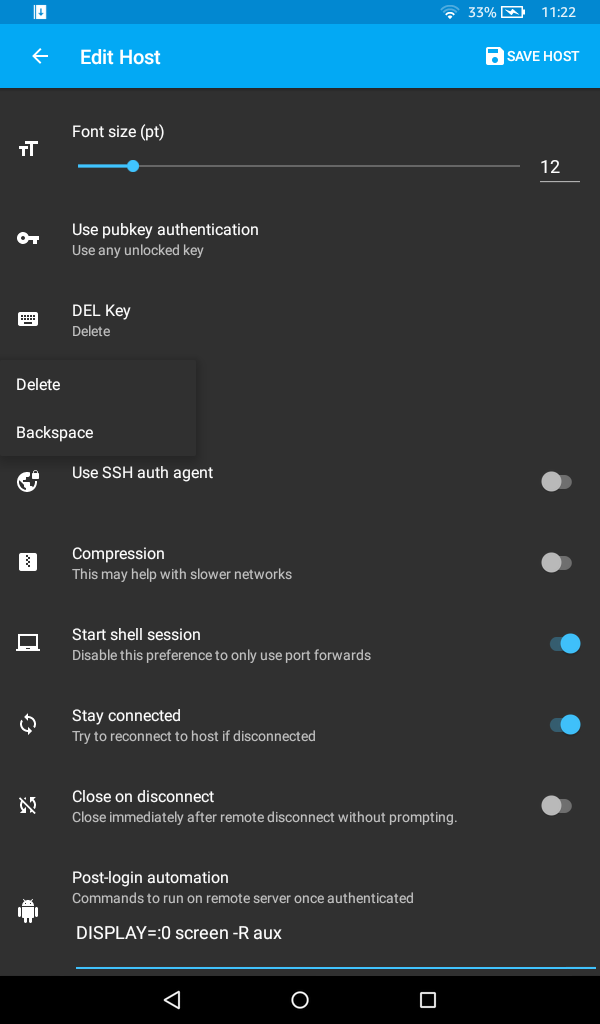 33% 11:22
Edit Host SAVE HOST
Font size (pt)
12
Use pubkey authentication
Use any unlocked key
DEL Key
Delete
Delete
Backspace
Use SSH auth agent
Compression
This may help with slower networks
Start shell session
Disable this preference to only use port forwards
Stay connected
Try to reconnect to host if disconnected
Close on disconnect
Close immediately after remote disconnect without prompting.
Post-login automation
Commands to run on remote server once authenticated
DISPLAY=:0 screen -R aux